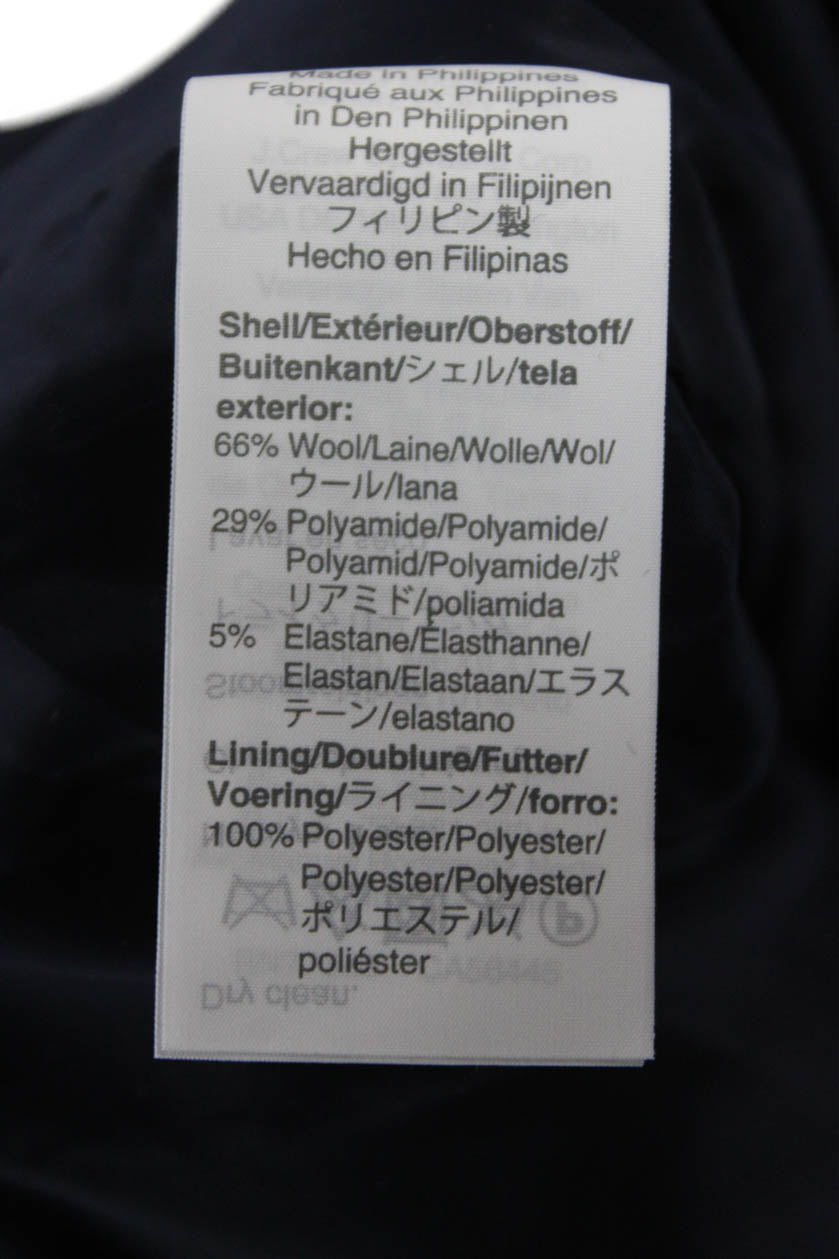 Made in Philippines
Fabriqué aux Philippines
in Den Philippinen
Hergestellt
Vervaardigd in Filipijnen
フィリピン製
Hecho en Filipinas
Shell/Extérieur/Oberstoff/
Buitenkant/シェル/tela
exterior:
66% Wool/Laine/Wolle/Wol/
ウール/lana
29% Polyamide/Polyamide/
Polyamid/Polyamide/ポ
リアミド/poliamida
5% Elastane/Élasthanne/
Elastan/Elastaan/エラス
テーン/elastano
Lining/Doublure/Futter/
Voering/ライニング/forro:
100% Polyester/Polyester/
Polyester/Polyester/
ポリエステル/
poliéster
Dry clean.